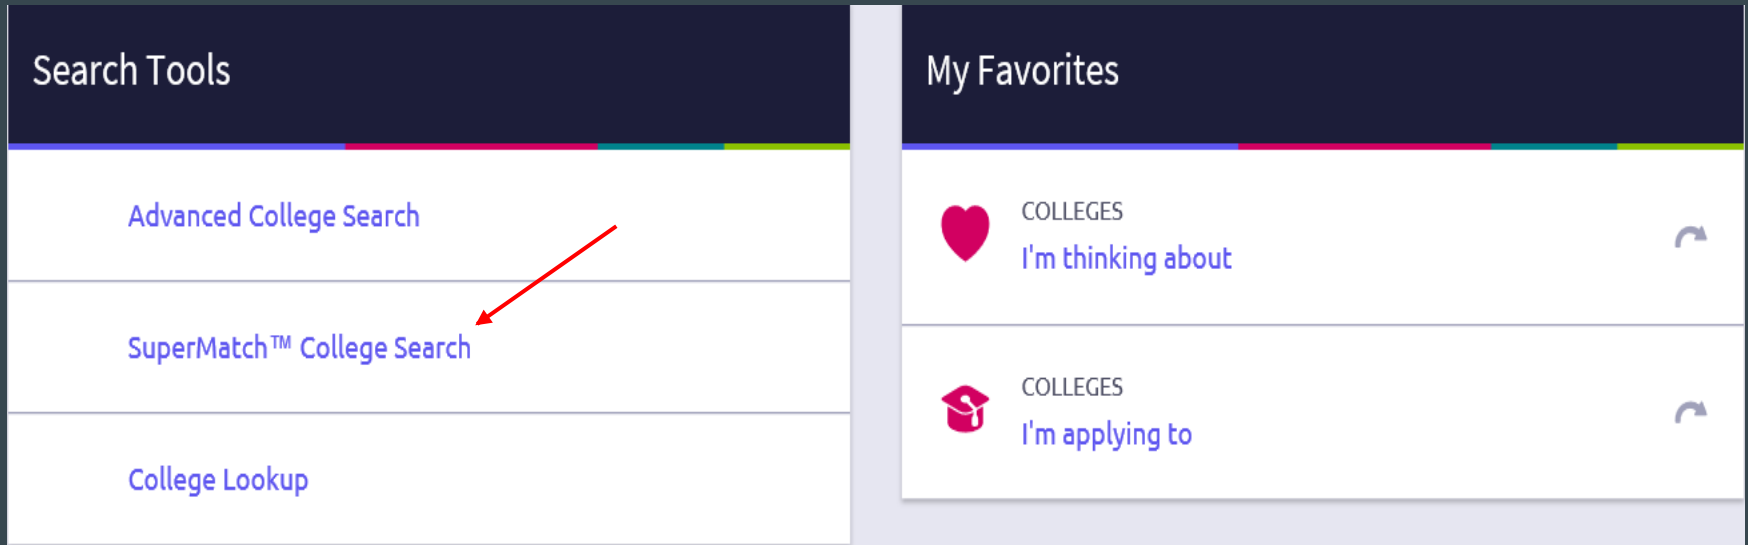 Search Tools
Advanced College Search
SuperMatch™ College Search
College Lookup
My Favorites
COLLEGES
I'm thinking about
COLLEGES
I'm applying to